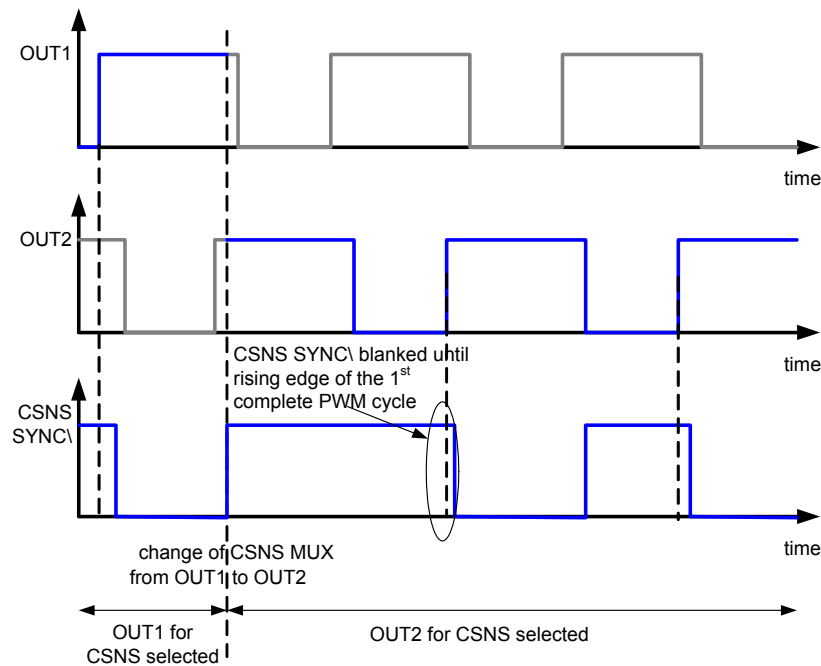 OUT1
time
OUT2
time
CSNS SYNC\ blanked until
rising edge of the 1st
complete PWM cycle
CSNS
SYNC\
time
change of CSNS MUX
from OUT1 to OUT2
OUT1 for
CSNS selected
OUT2 for CSNS selected